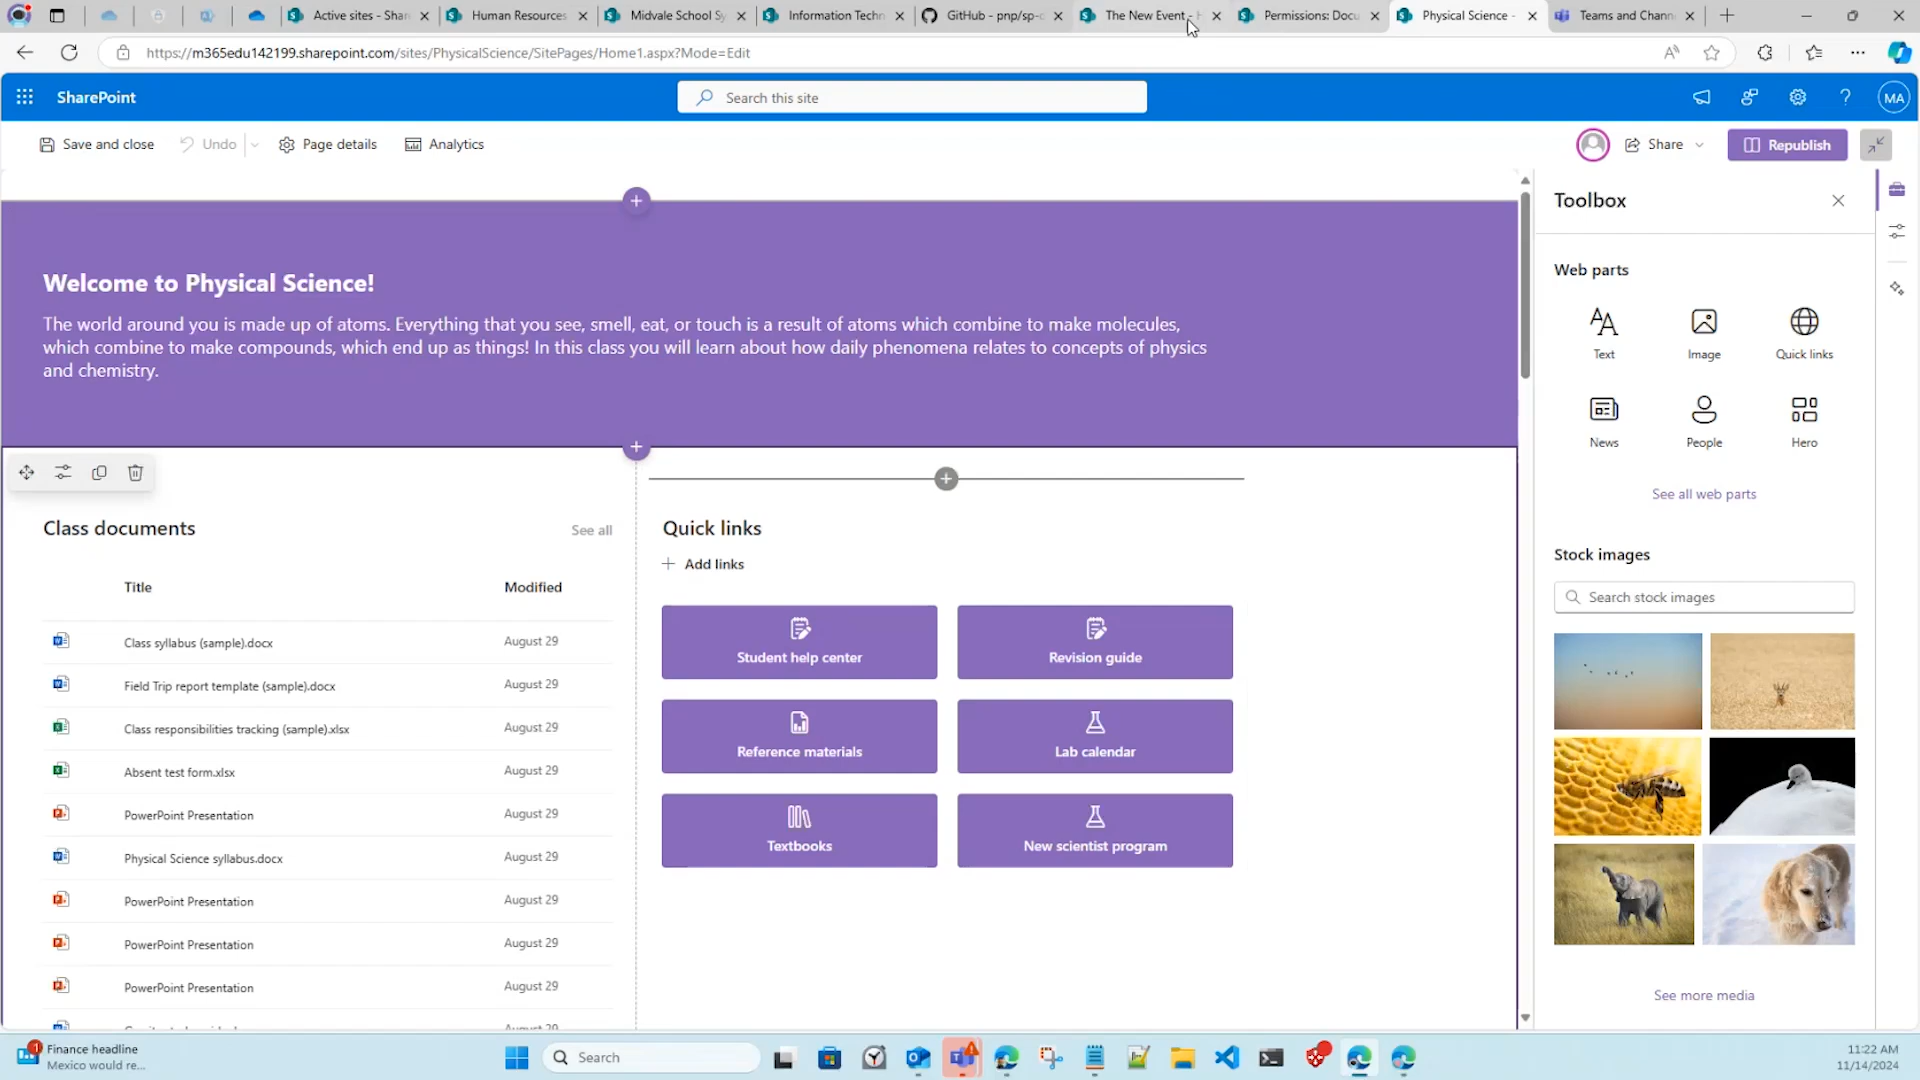 Active sites - Shar
Human Resources
Midvale School Sy
Information Techn
GitHub - pnp/sp-
The New Event -
Permissions: Docu
Physical Science -
Teams and Chann
https://m365edu142199.sharepoint.com/sites/PhysicalScience/SitePages/Home1.aspx?Mode=Edit
SharePoint
Search this site
MA
Save and close
Undo
Page details
Analytics
Share
Republish
Welcome to Physical Science!
The world around you is made up of atoms. Everything that you see, smell, eat, or touch is a result of atoms which combine to make molecules,
which combine to make compounds, which end up as things! In this class you will learn about how daily phenomena relates to concepts of physics
and chemistry.
Class documents
See all
Title
Modified
Class syllabus (sample).docx
August 29
Field Trip report template (sample).docx
August 29
Class responsibilities tracking (sample).xlsx
August 29
Absent test form.xlsx
August 29
PowerPoint Presentation
August 29
Physical Science syllabus.docx
August 29
PowerPoint Presentation
August 29
PowerPoint Presentation
August 29
PowerPoint Presentation
August 29
August 29
Quick links
Add links
Student help center
Revision guide
Reference materials
Lab calendar
Textbooks
New scientist program
Toolbox
Web parts
Text
Image
Quick links
News
People
Hero
See all web parts
Stock images
Search stock images
See more media
1
Finance headline
Mexico would re...
Search
11:22 AM
11/14/2024